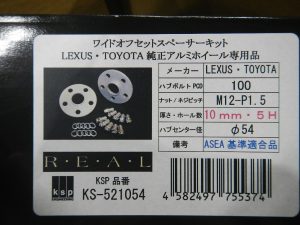 ワイドオフセットスペーサーキット
LEXUS・TOYOTA 純正アルミホイール専用品
メーカー LEXUS・TOYOTA
ハブボルトPCD 100
ナット/ネジピッチ M12-P1.5
厚さ・ホール数 10mm・5H
ハブセンター径 φ54
備考 ASEA 基準適合品
R・E・A・L
ksp
KSP 品番
KS-521054
4582497755374